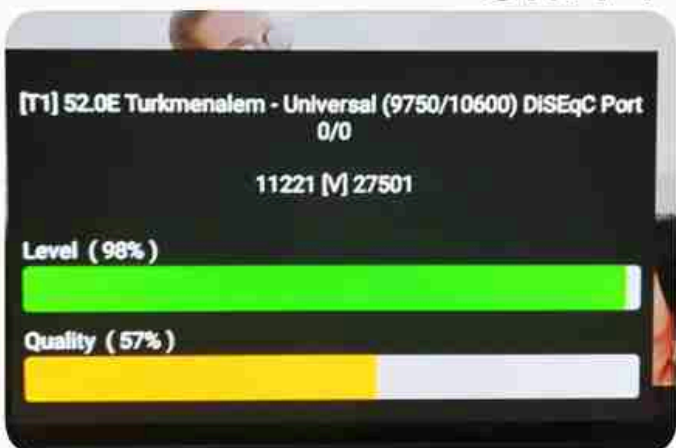 [T1] 52.0E Turkmenalem - Universal (9750/10600) DiSEqC Port
0/0
11221 [V] 27501
Level ( 98% )
Quality ( 57% )